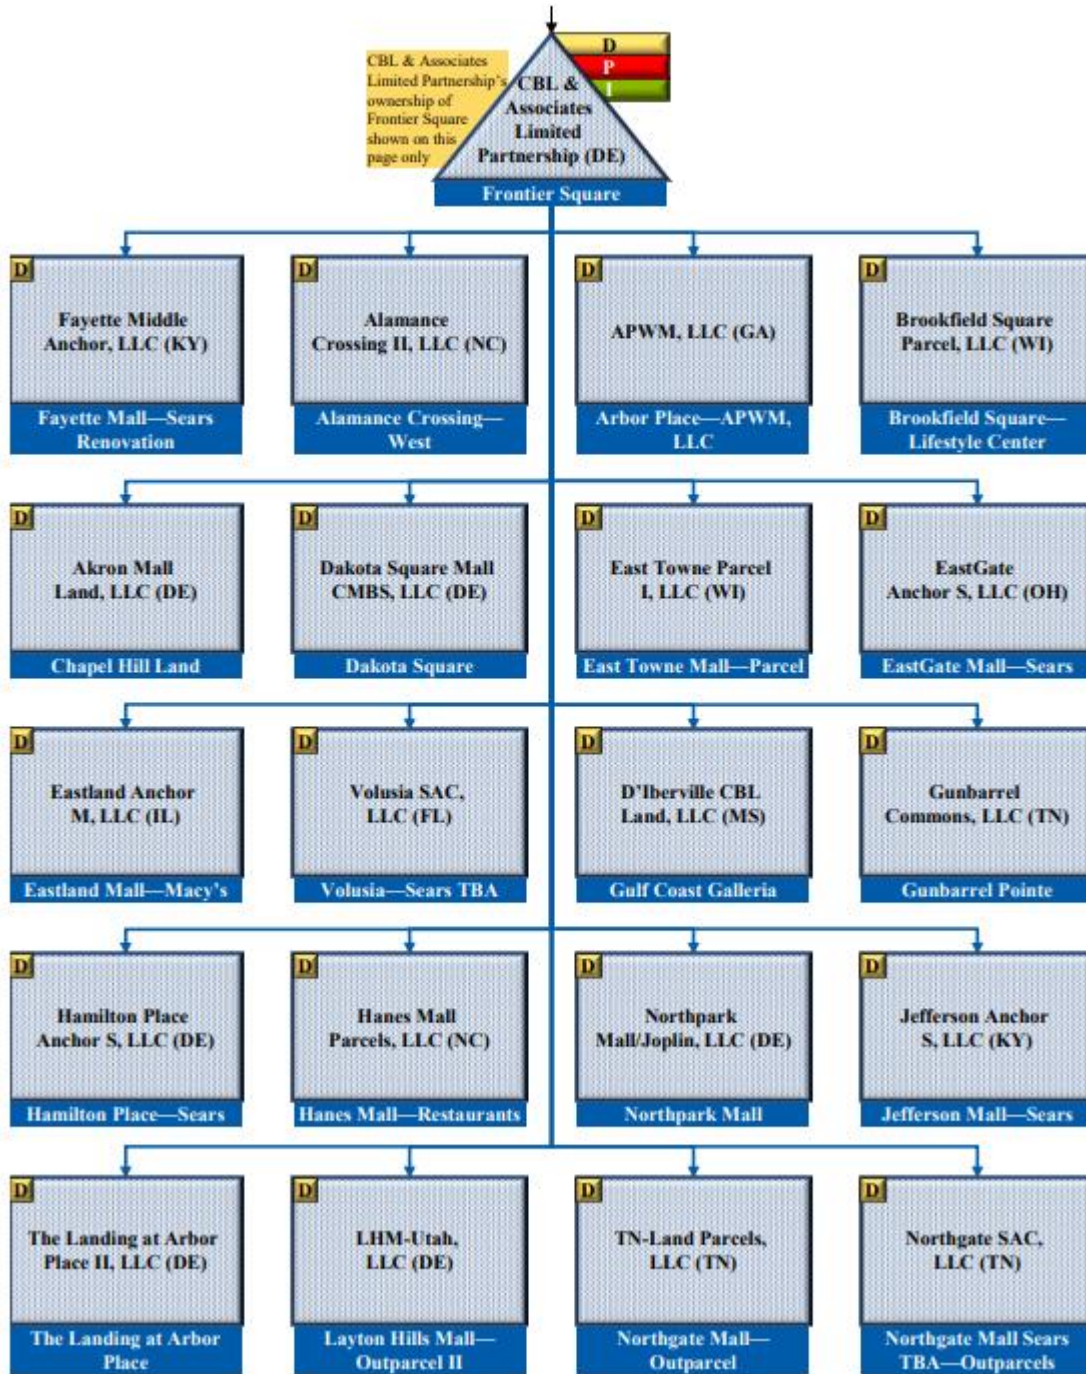 D
P
I
CBL & Associates
Limited Partnership's
ownership of
Frontier Square
shown on this
page only
CBL &
Associates
Limited
Partnership (DE)
Frontier Square
D
Fayette Middle
Anchor, LLC (KY)
Fayette Mall—Sears
Renovation
D
Alamance
Crossing II, LLC (NC)
Alamance Crossing—
West
D
APWM, LLC (GA)
Arbor Place—APWM,
LLC
D
Brookfield Square
Parcel, LLC (WI)
Brookfield Square—
Lifestyle Center
D
Akron Mall
Land, LLC (DE)
Chapel Hill Land
D
Dakota Square Mall
CMBS, LLC (DE)
Dakota Square
D
East Towne Parcel
I, LLC (WI)
East Towne Mall—Parcel
D
EastGate
Anchor S, LLC (OH)
EastGate Mall—Sears
D
Eastland Anchor
M, LLC (IL)
Eastland Mall—Macy's
D
Volusia SAC,
LLC (FL)
Volusia—Sears TBA
D
D'Iberville CBL
Land, LLC (MS)
Gulf Coast Galleria
D
Gunbarrel
Commons, LLC (TN)
Gunbarrel Pointe
D
Hamilton Place
Anchor S, LLC (DE)
Hamilton Place—Sears
D
Hanes Mall
Parcels, LLC (NC)
Hanes Mall—Restaurants
D
Northpark
Mall/Joplin, LLC (DE)
Northpark Mall
D
Jefferson Anchor
S, LLC (KY)
Jefferson Mall—Sears
D
The Landing at Arbor
Place II, LLC (DE)
The Landing at Arbor
Place
D
LHM-Utah,
LLC (DE)
Layton Hills Mall—
Outparcel II
D
TN-Land Parcels,
LLC (TN)
Northgate Mall—
Outparcel
D
Northgate SAC,
LLC (TN)
Northgate Mall Sears
TBA—Outparcels